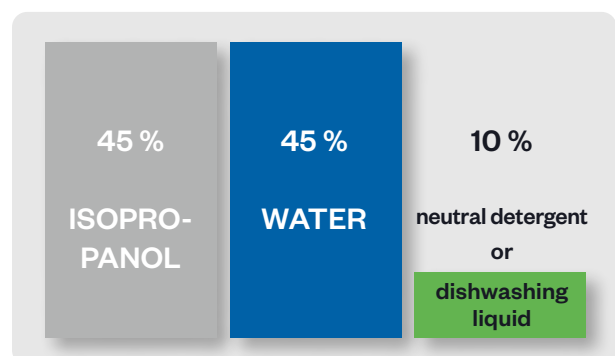 45 %
ISOPRO-
PANOL
45 %
WATER
10 %
neutral detergent
or
dishwashing
liquid